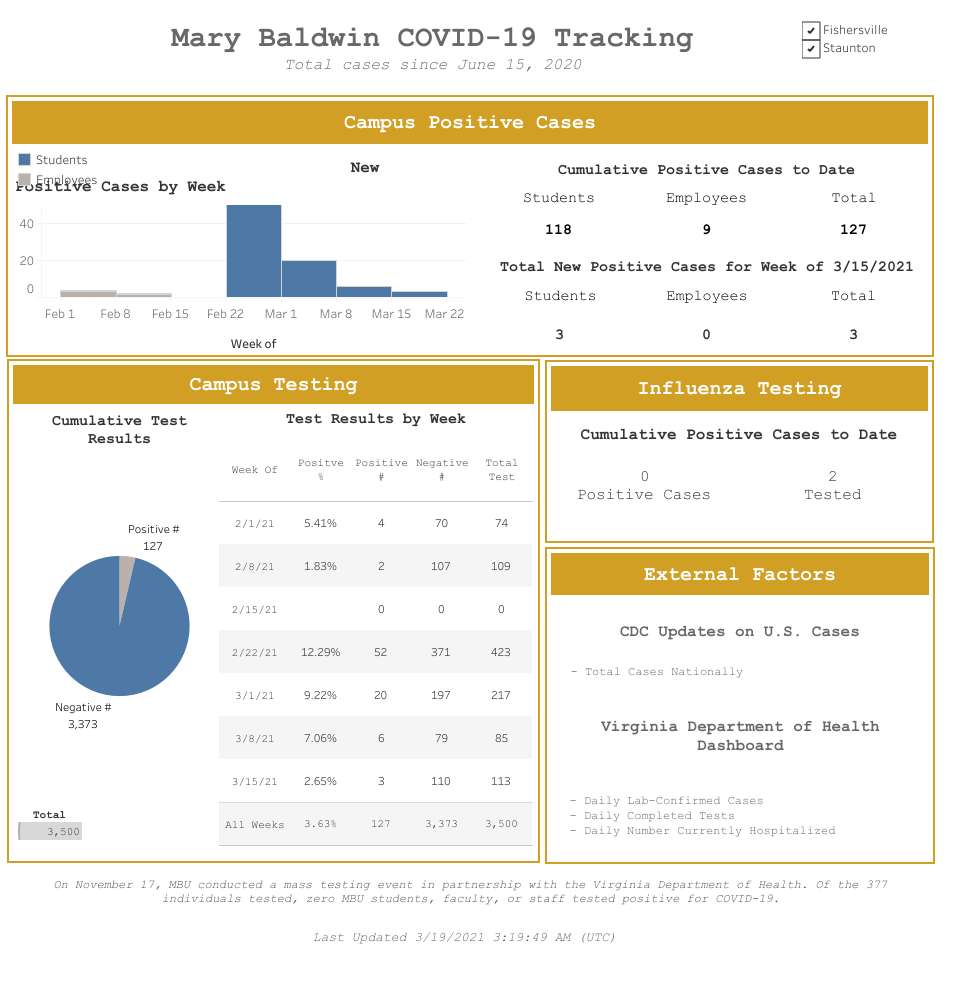 Mary Baldwin COVID-19 Tracking
Total cases since June 15, 2020
Fishersville
Staunton
Campus Positive Cases
Students
Employees
New
Positive Cases by Week
40
20
0
Feb 1 Feb 8 Feb 15 Feb 22 Mar 1 Mar 8 Mar 15 Mar 22
Week of
Cumulative Positive Cases to Date
Students Employees Total
118 9 127
Total New Positive Cases for Week of 3/15/2021
Students Employees Total
3 0 3
Campus Testing
Cumulative Test
Results
Positive #
127
Negative #
3,373
Total
3,500
Test Results by Week
Week Of Positve % Positive # Negative # Total Test
2/1/21 5.41% 4 70 74
2/8/21 1.83% 2 107 109
2/15/21 0 0 0
2/22/21 12.29% 52 371 423
3/1/21 9.22% 20 197 217
3/8/21 7.06% 6 79 85
3/15/21 2.65% 3 110 113
All Weeks 3.63% 127 3,373 3,500
Influenza Testing
Cumulative Positive Cases to Date
0 2
Positive Cases Tested
External Factors
CDC Updates on U.S. Cases
- Total Cases Nationally
Virginia Department of Health
Dashboard
- Daily Lab-Confirmed Cases
- Daily Completed Tests
- Daily Number Currently Hospitalized
On November 17, MBU conducted a mass testing event in partnership with the Virginia Department of Health. Of the 377
individuals tested, zero MBU students, faculty, or staff tested positive for COVID-19.
Last Updated 3/19/2021 3:19:49 AM (UTC)